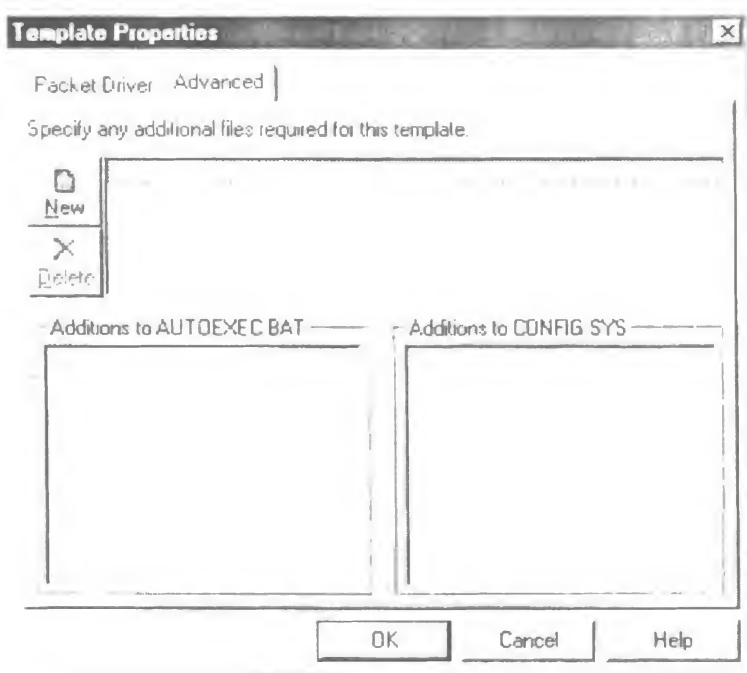 Template Properties
Packet Driver Advanced
Specify any additional files required for this template.
New
Delete
Additions to AUTOEXEC.BAT
Additions to CONFIG.SYS
OK Cancel Help